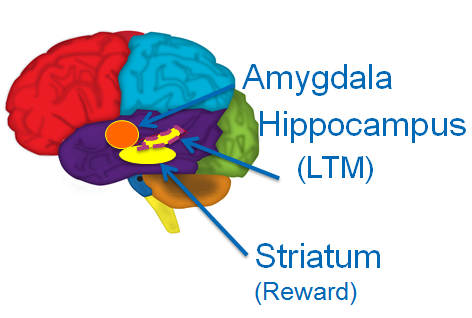 Amygdala
Hippocampus
(LTM)
Striatum
(Reward)